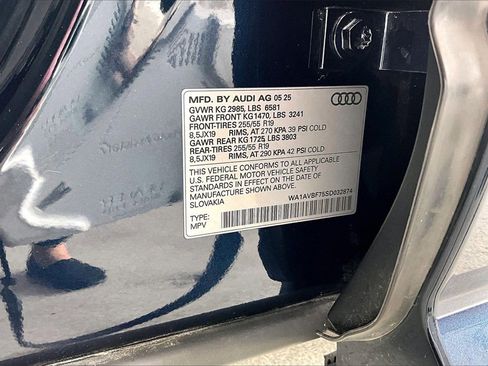 MFD. BY AUDI AG 05 25
GVWR KG 2985, LBS 6581
GAWR FRONT KG1470, LBS 3241
FRONT-TIRES 255/55 R19
8,5JX19 RIMS, AT 270 KPA 39 PSI COLD
GAWR REAR KG 1725 LBS 3803
REAR-TIRES 255/55 R19
8,5JX19 RIMS, AT 290 KPA 42 PSI COLD
THIS VEHICLE CONFORMS TO ALL APPLICABLE
U.S. FEDERAL MOTOR VEHICLE SAFETY
STANDARDS IN EFFECT ON THE DATE OF
MANUFACTURE SHOWN ABOVE.
SLOVAKIA
WA1AVBF75SD032874
TYPE:
MPV